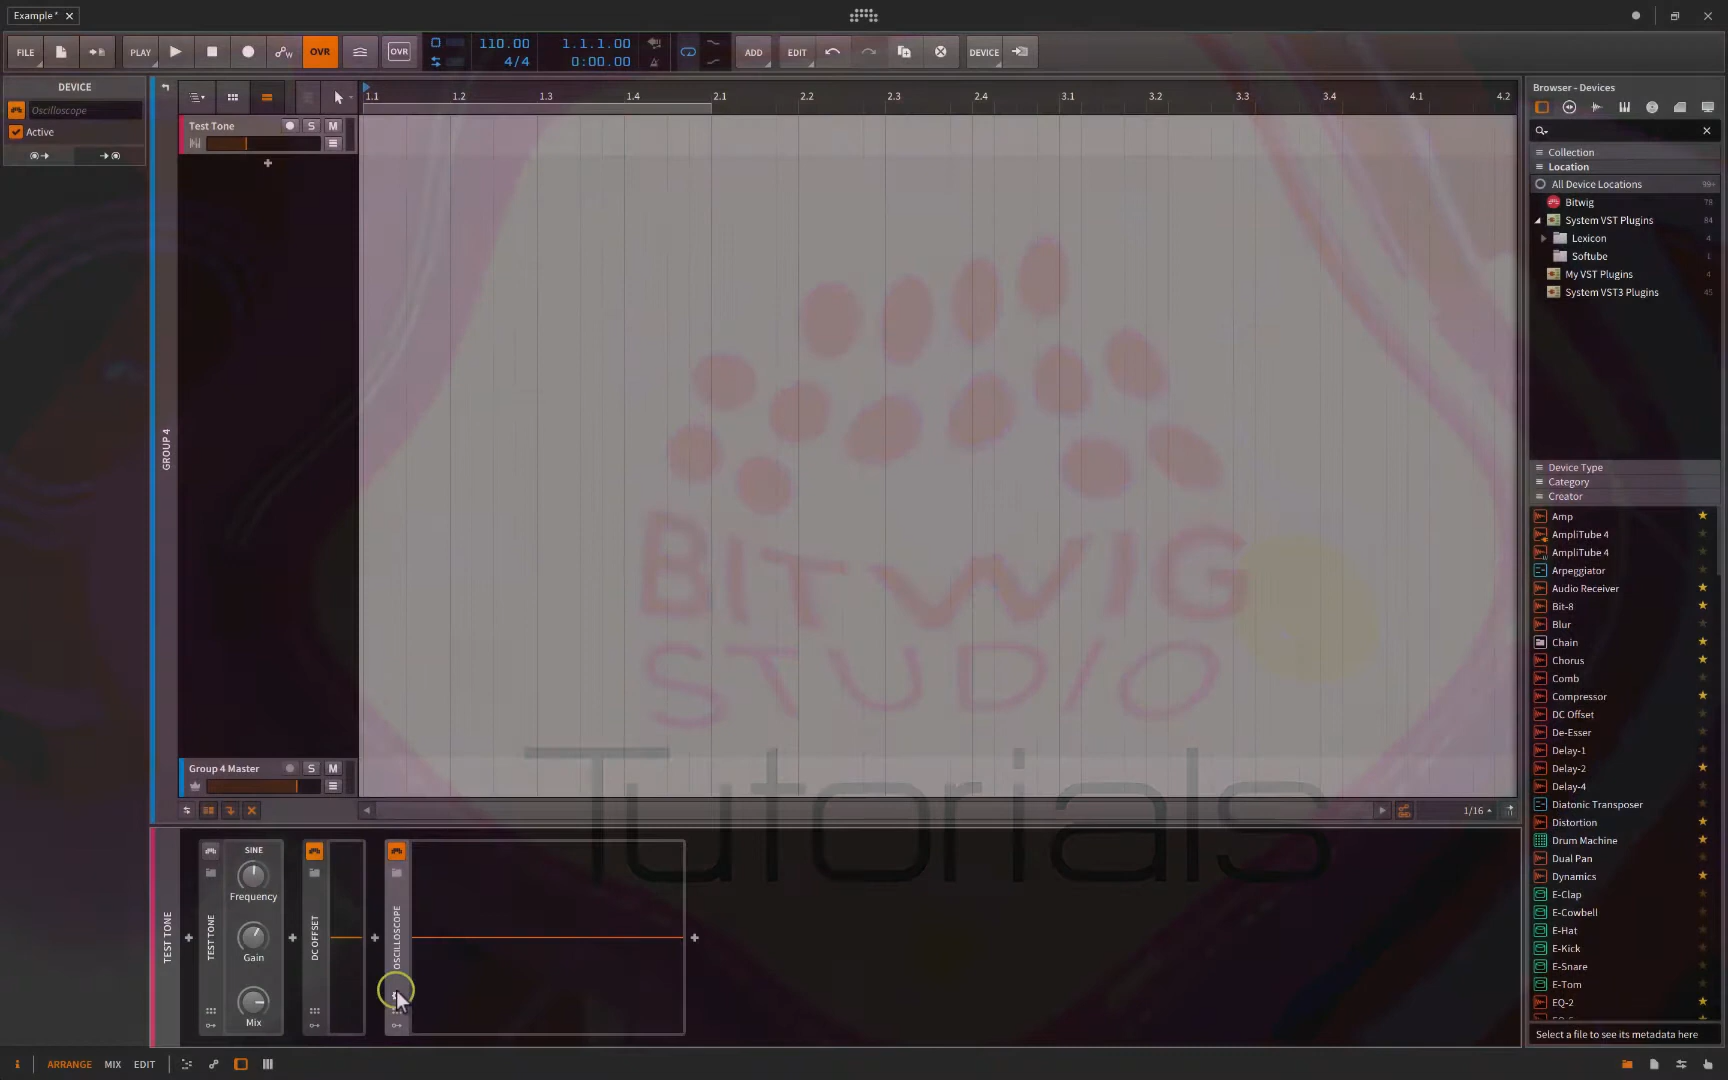 Example* ×
FILE
PLAY
OVR
OVR
110.00
4/4
1.1.1.00
0:00.00
ADD
EDIT
DEVICE
DEVICE
Oscilloscope
Active
1.1 1.2 1.3 1.4 2.1 2.2 2.3 2.4 3.1 3.2 3.3 3.4 4.1 4.2
Test Tone S M
GROUP 4
BITWIG
STUDIO
Tutorials
Group 4 Master S M
1/16
Browser - Devices
Collection
Location
All Device Locations 99+
Bitwig 78
System VST Plugins 84
Lexicon 4
Softube 1
My VST Plugins 4
System VST3 Plugins 45
Device Type
Category
Creator
Amp
AmpliTube 4
AmpliTube 4
Arpeggiator
Audio Receiver
Bit-8
Blur
Chain
Chorus
Comb
Compressor
DC Offset
De-Esser
Delay-1
Delay-2
Delay-4
Diatonic Transposer
Distortion
Drum Machine
Dual Pan
Dynamics
E-Clap
E-Cowbell
E-Hat
E-Kick
E-Snare
E-Tom
EQ-2
Select a file to see its metadata here
TEST TONE
TEST TONE
SINE
Frequency
Gain
Mix
DC OFFSET
OSCILLOSCOPE
i ARRANGE MIX EDIT